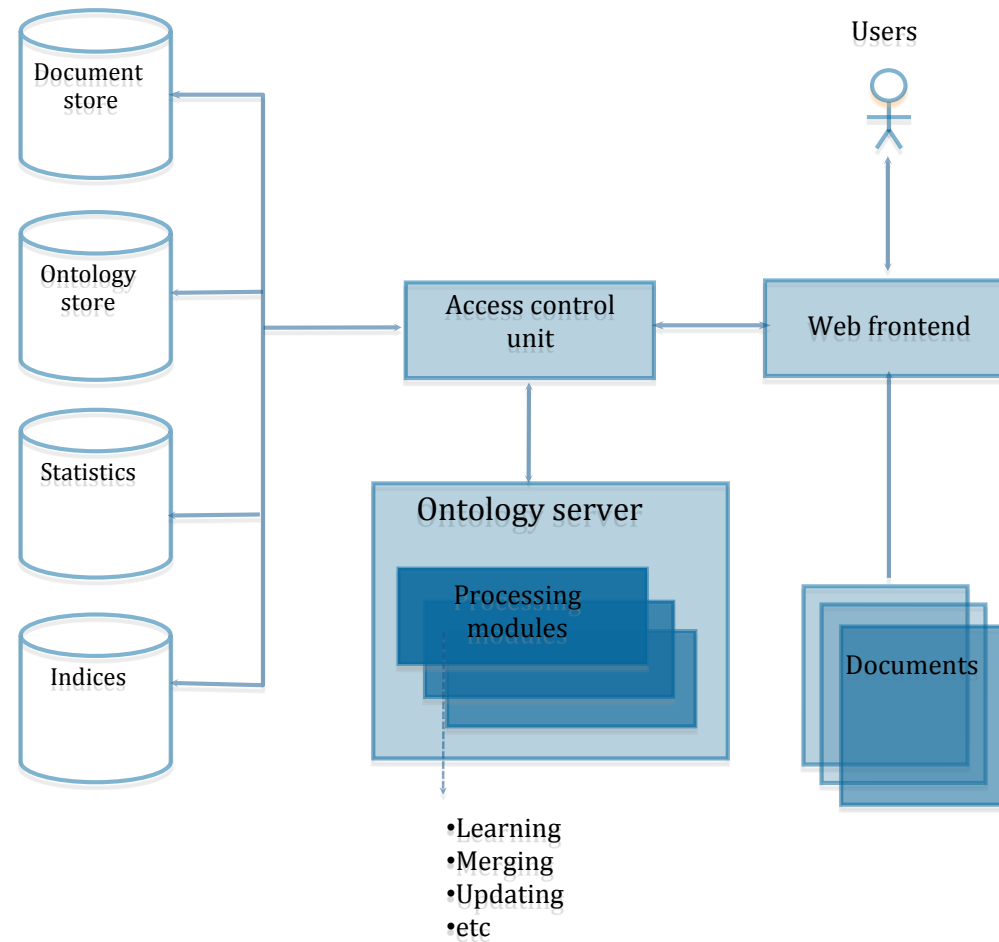 Users
Document
store
Ontology
store
Access control
unit
Web frontend
Statistics
Ontology server
Processing
modules
Indices
Documents
•Learning
•Merging
•Updating
•etc